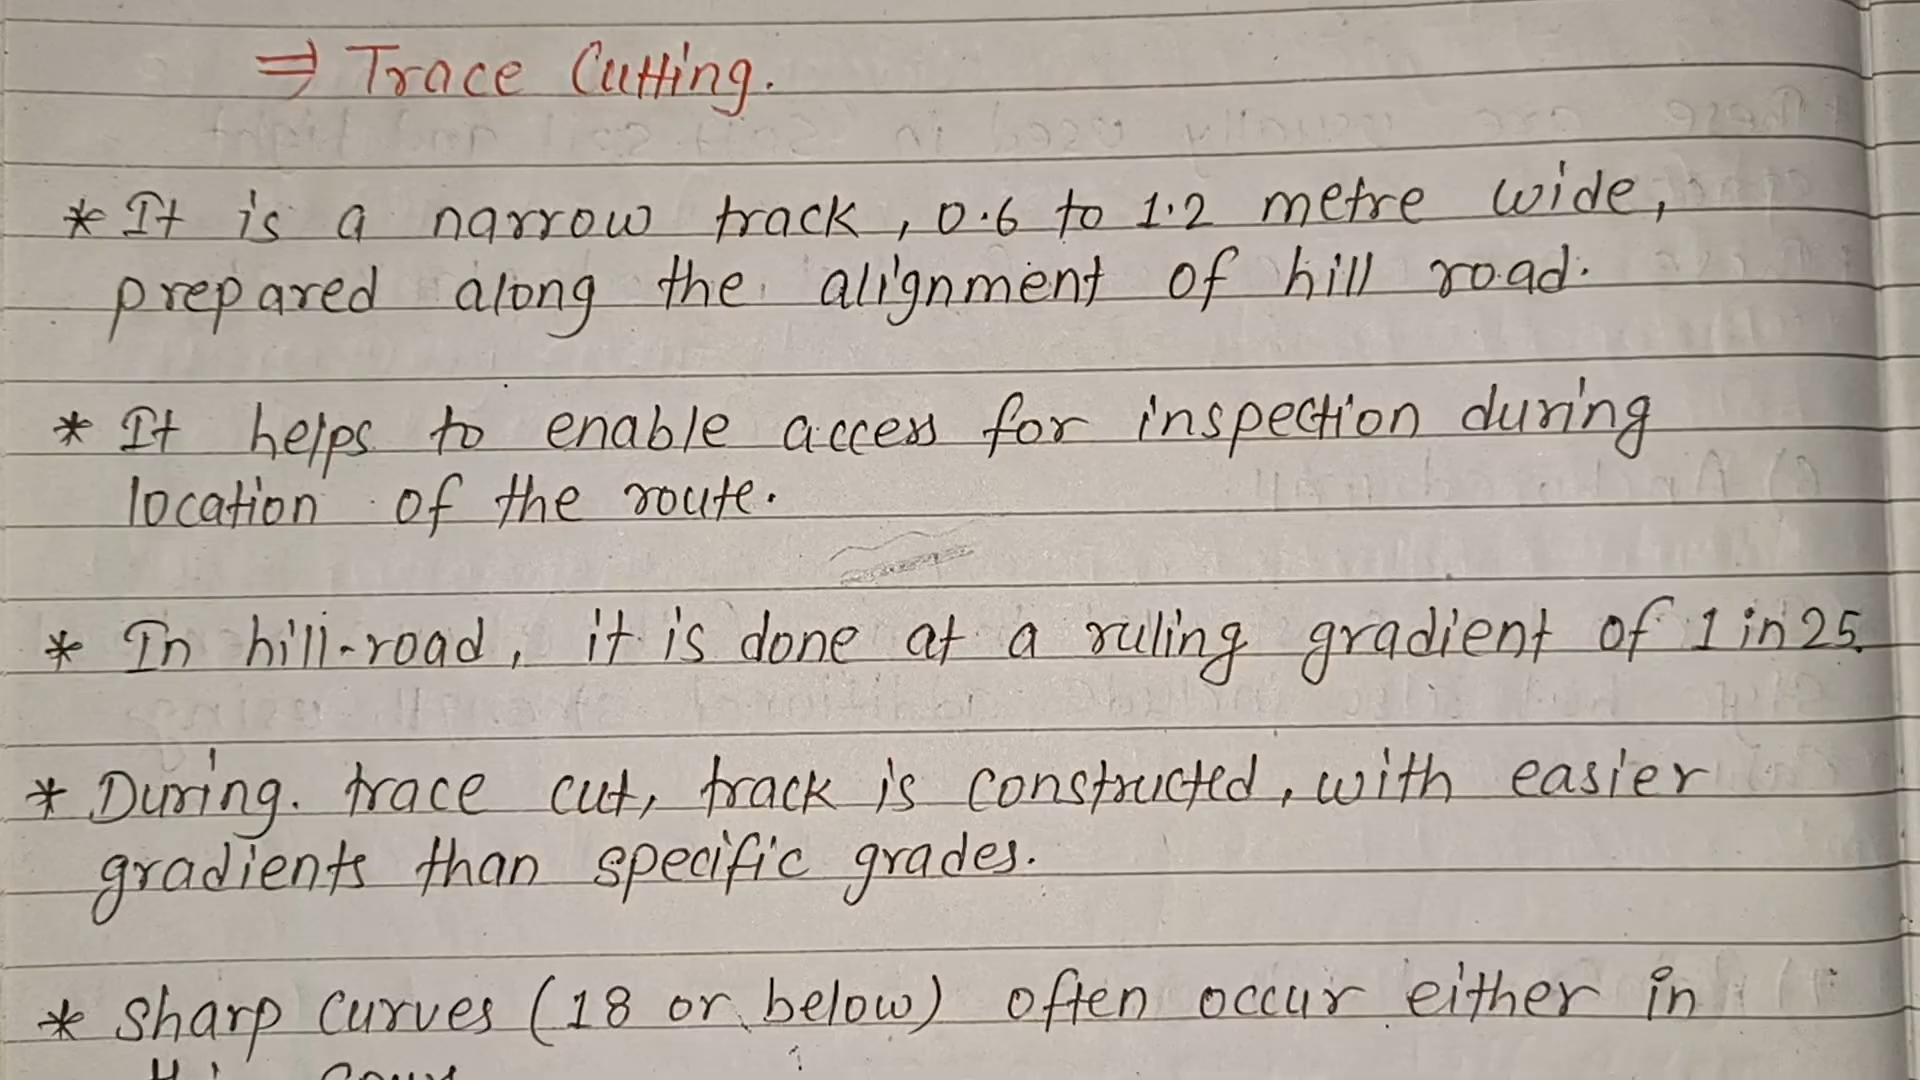 ⇒ Trace Cutting.
* It is a narrow track, 0.6 to 1.2 metre wide,
prepared along the alignment of hill road.
* It helps to enable access for inspection during
location of the route.
* In hill-road, it is done at a ruling gradient of 1 in 25.
* During. trace cut, track is constructed, with easier
gradients than specific grades.
* Sharp curves (18 or below) often occur either in